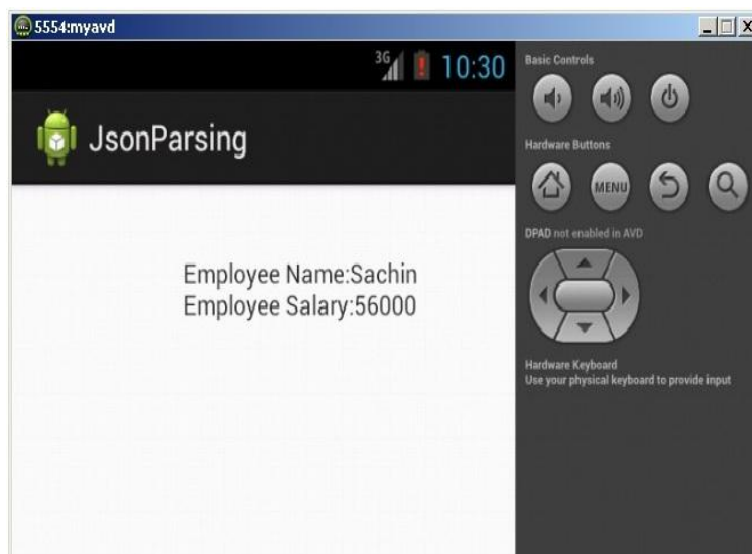 5554:myavd
3G 10:30
JsonParsing
Employee Name:Sachin
Employee Salary:56000
Basic Controls
Hardware Buttons
MENU
DPAD not enabled in AVD
Hardware Keyboard
Use your physical keyboard to provide input